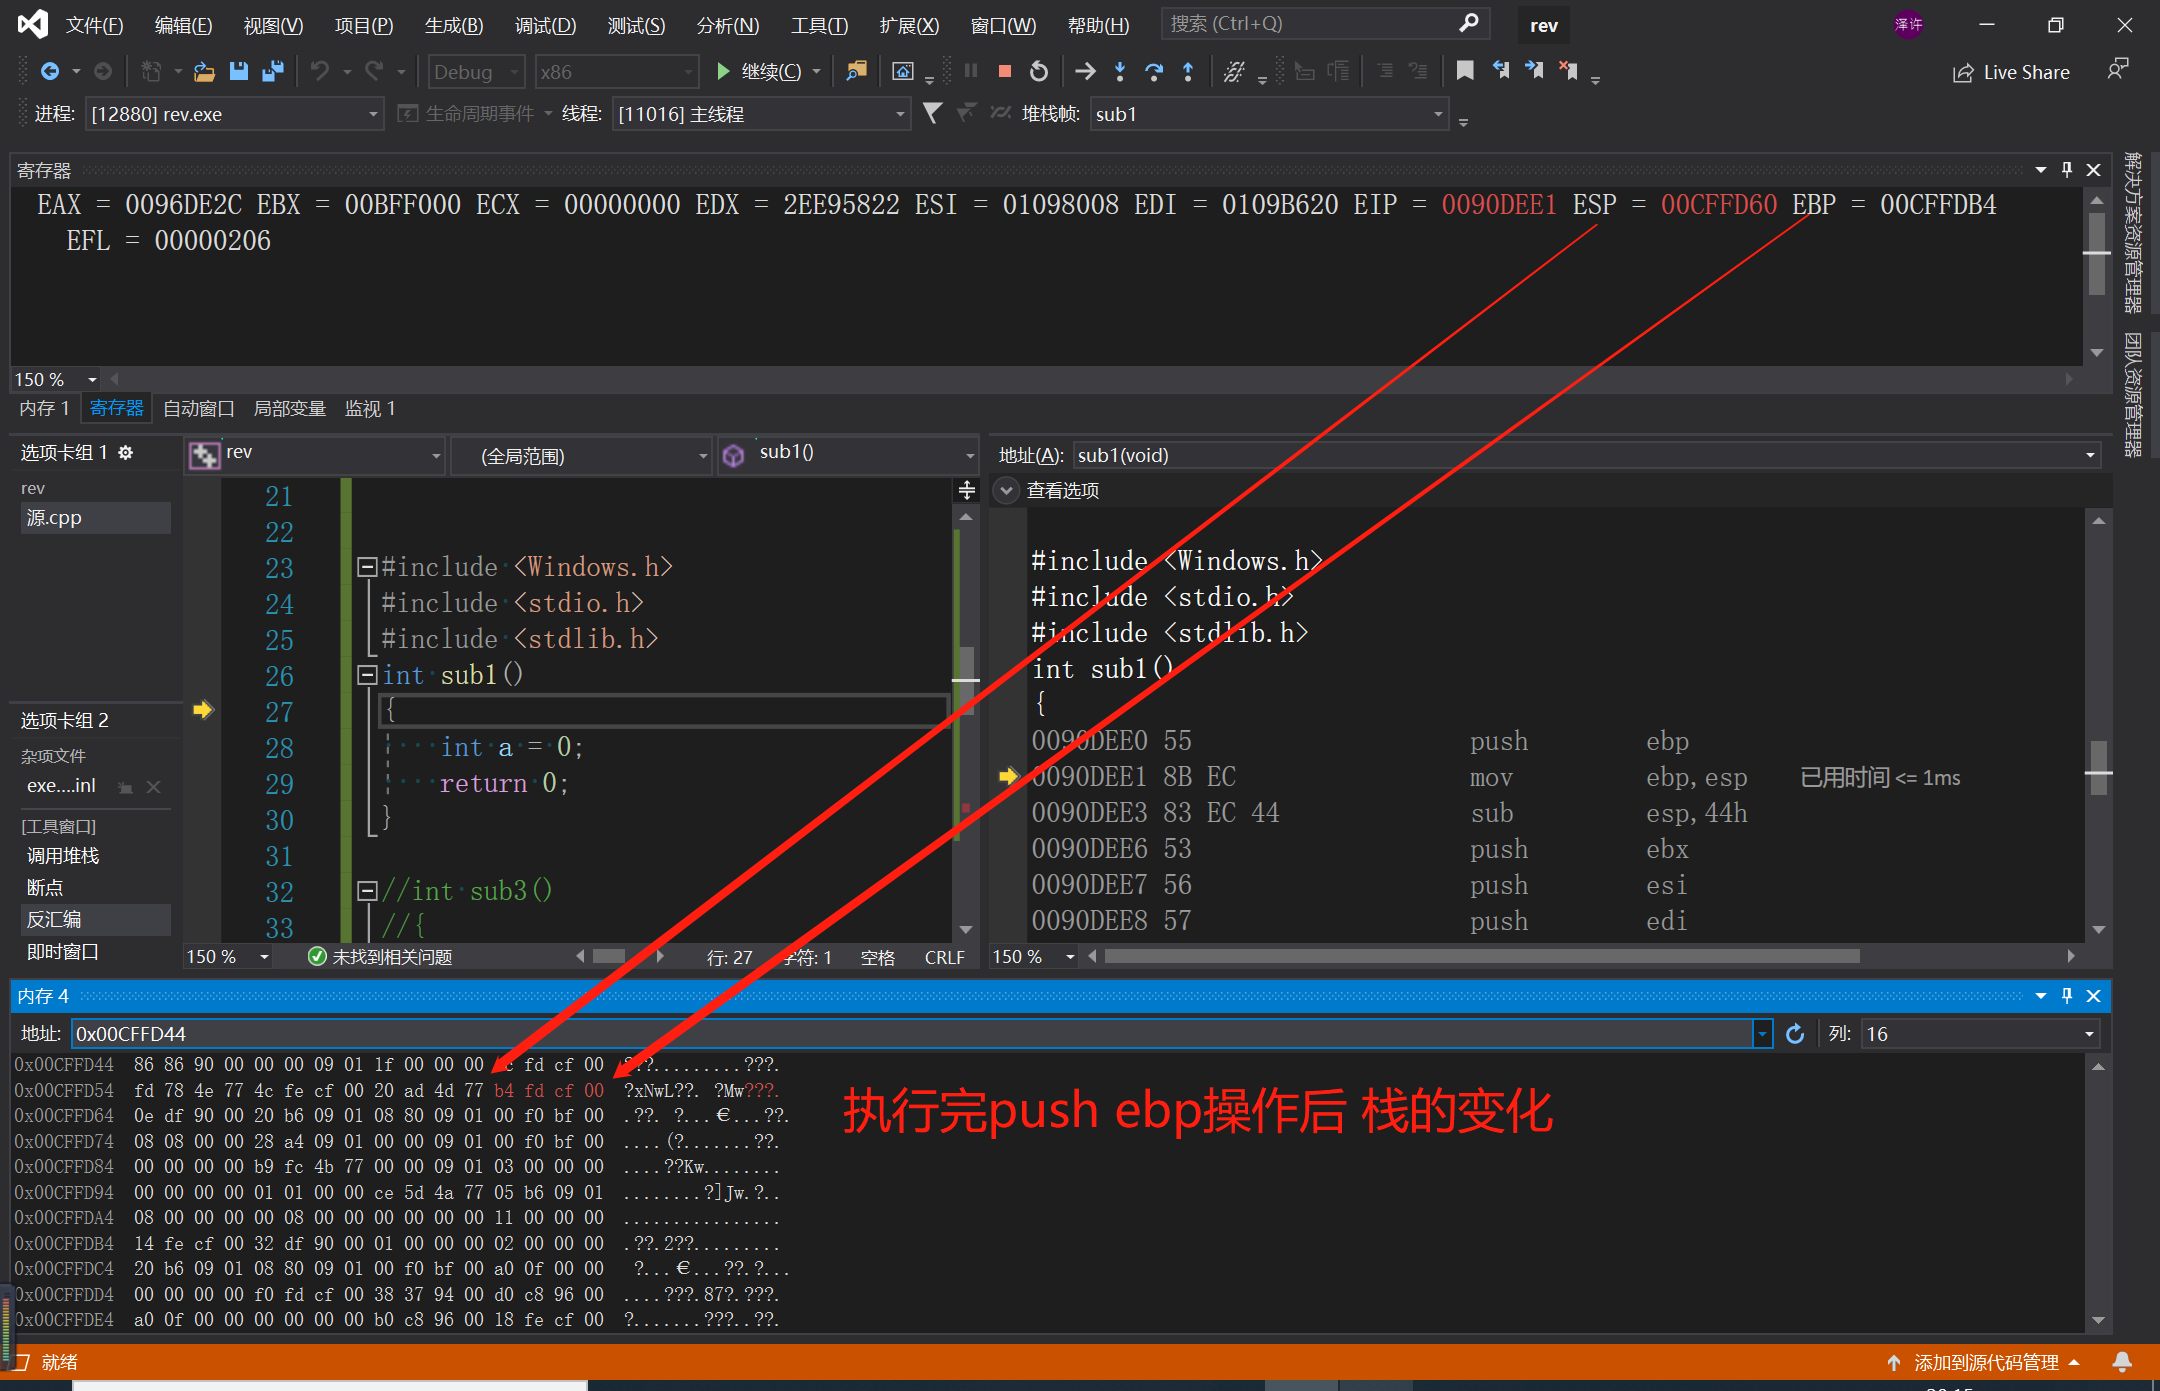 文件(F) 编辑(E) 视图(V) 项目(P) 生成(B) 调试(D) 测试(S) 分析(N) 工具(T) 扩展(X) 窗口(W) 帮助(H) 搜索 (Ctrl+Q) rev 泽许
Debug x86 继续(C) Live Share
进程: [12880] rev.exe 生命周期事件 线程: [11016] 主线程 堆栈帧: sub1
寄存器
EAX = 0096DE2C EBX = 00BFF000 ECX = 00000000 EDX = 2EE95822 ESI = 01098008 EDI = 0109B620 EIP = 0090DEE1 ESP = 00CFFD60 EBP = 00CFFDB4
EFL = 00000206
150 %
内存 1 寄存器 自动窗口 局部变量 监视 1
解决方案资源管理器
团队资源管理器
选项卡组 1
rev
源.cpp
选项卡组 2
杂项文件
exe....inl
[工具窗口]
调用堆栈
断点
反汇编
即时窗口
rev (全局范围) sub1()
21
22
23 #include <Windows.h>
24 #include <stdio.h>
25 #include <stdlib.h>
26 int sub1()
27 {
28 int a = 0;
29 return 0;
30 }
31
32 //int sub3()
33 //{
150 % 未找到相关问题 行: 27 字符: 1 空格 CRLF
地址(A): sub1(void)
查看选项
#include <Windows.h>
#include <stdio.h>
#include <stdlib.h>
int sub1()
{
0090DEE0 55 push ebp
0090DEE1 8B EC mov ebp,esp 已用时间 <= 1ms
0090DEE3 83 EC 44 sub esp,44h
0090DEE6 53 push ebx
0090DEE7 56 push esi
0090DEE8 57 push edi
150 %
内存 4
地址: 0x00CFFD44 列: 16
0x00CFFD44 86 86 90 00 00 00 09 01 1f 00 00 00 fd cf 00 ???.........???.
0x00CFFD54 fd 78 4e 77 4c fe cf 00 20 ad 4d 77 b4 fd cf 00 ?xNwL??. ?Mw???.
0x00CFFD64 0e df 90 00 20 b6 09 01 08 80 09 01 00 f0 bf 00 .??. ?...€...??.
0x00CFFD74 08 08 00 00 28 a4 09 01 00 00 09 01 00 f0 bf 00 ....(?.......??.
0x00CFFD84 00 00 00 00 b9 fc 4b 77 00 00 09 01 03 00 00 00 ....??Kw........
0x00CFFD94 00 00 00 00 01 01 00 00 ce 5d 4a 77 05 b6 09 01 ........?]Jw.?..
0x00CFFDA4 08 00 00 00 00 08 00 00 00 00 00 00 11 00 00 00 ................
0x00CFFDB4 14 fe cf 00 32 df 90 00 01 00 00 00 02 00 00 00 .??.2??.........
0x00CFFDC4 20 b6 09 01 08 80 09 01 00 f0 bf 00 a0 0f 00 00 ?...€...??.?...
0x00CFFDD4 00 00 00 00 f0 fd cf 00 38 37 94 00 d0 c8 96 00 ....???.87?.???.
0x00CFFDE4 a0 0f 00 00 00 00 00 00 b0 c8 96 00 18 fe cf 00 ?.......???..??.
执行完push ebp操作后 栈的变化
就绪 添加到源代码管理